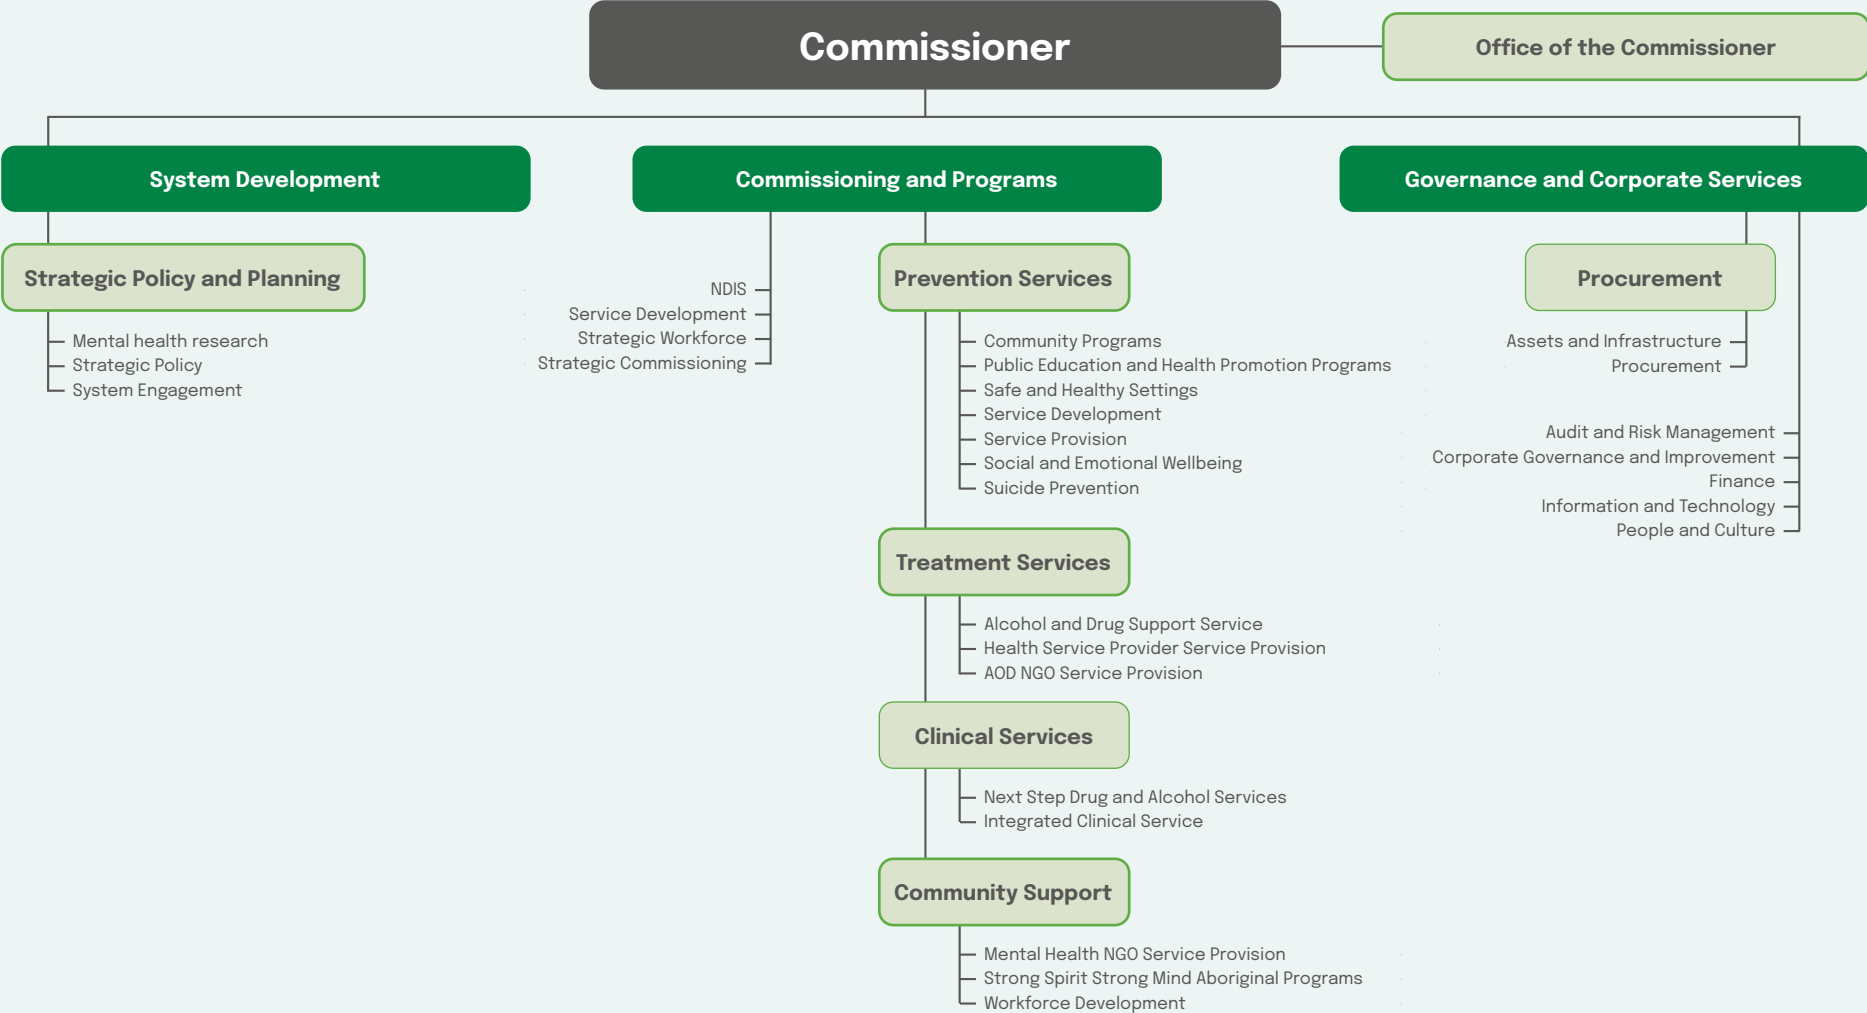 Commissioner
Office of the Commissioner
System Development
Strategic Policy and Planning
Mental health research
Strategic Policy
System Engagement
Commissioning and Programs
NDIS
Service Development
Strategic Workforce
Strategic Commissioning
Prevention Services
Community Programs
Public Education and Health Promotion Programs
Safe and Healthy Settings
Service Development
Service Provision
Social and Emotional Wellbeing
Suicide Prevention
Treatment Services
Alcohol and Drug Support Service
Health Service Provider Service Provision
AOD NGO Service Provision
Clinical Services
Next Step Drug and Alcohol Services
Integrated Clinical Service
Community Support
Mental Health NGO Service Provision
Strong Spirit Strong Mind Aboriginal Programs
Workforce Development
Governance and Corporate Services
Procurement
Assets and Infrastructure
Procurement
Audit and Risk Management
Corporate Governance and Improvement
Finance
Information and Technology
People and Culture